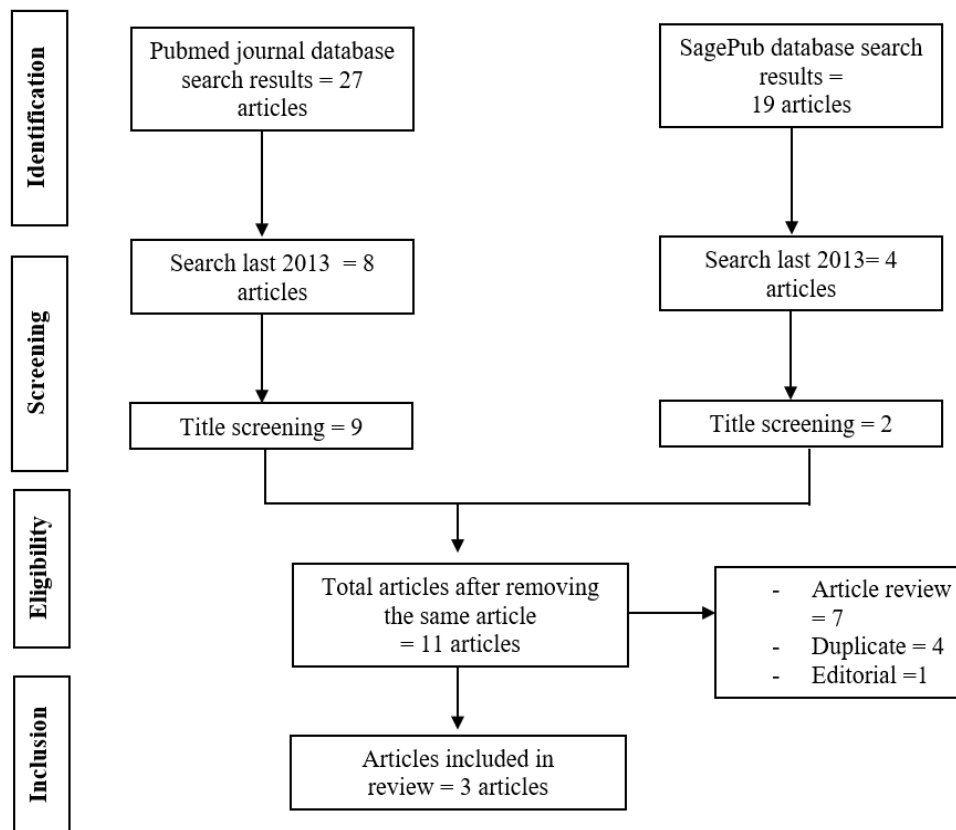 Identification
Pubmed journal database
search results = 27
articles
SagePub database search
results =
19 articles
Screening
Search last 2013 = 8
articles
Search last 2013= 4
articles
Title screening = 9
Title screening = 2
Eligibility
Total articles after removing
the same article
= 11 articles
- Article review
= 7
- Duplicate = 4
- Editorial =1
Inclusion
Articles included in
review = 3 articles